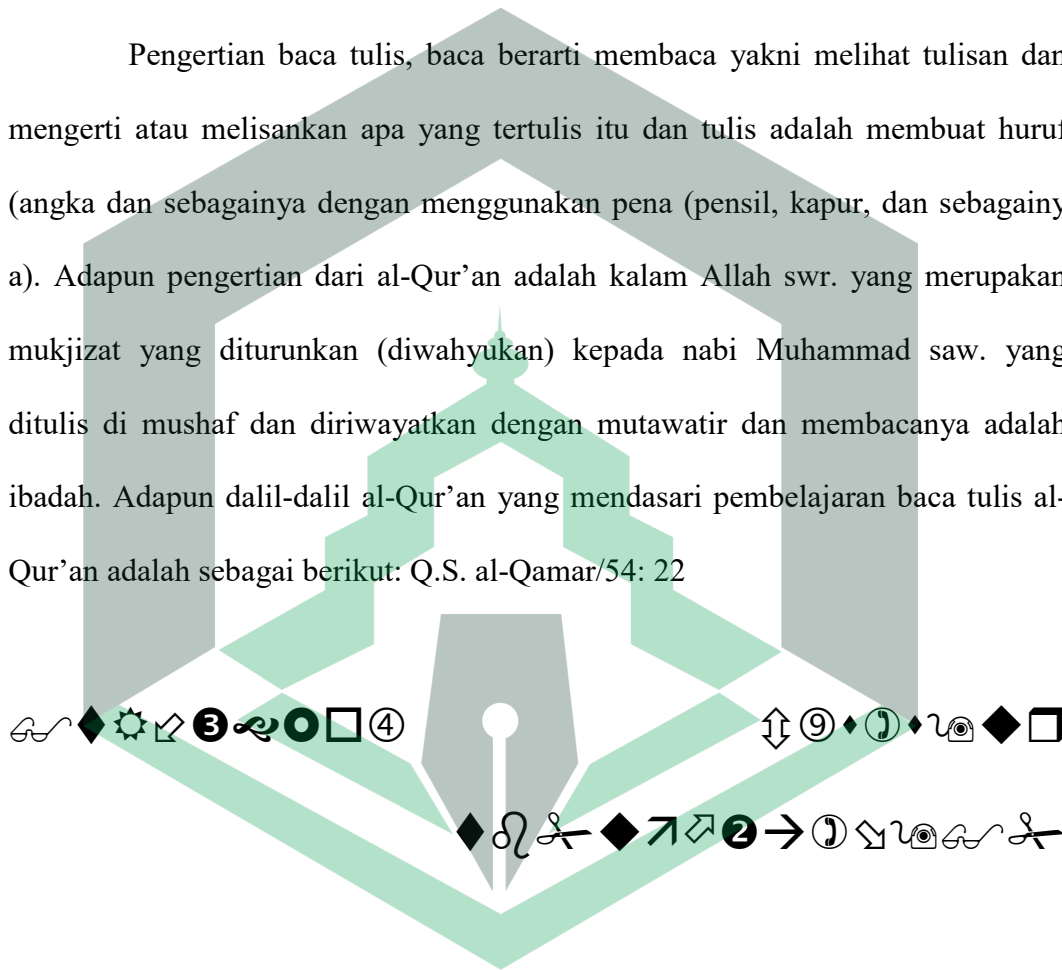 Pengertian baca tulis, baca berarti membaca yakni melihat tulisan dan
mengerti atau melisankan apa yang tertulis itu dan tulis adalah membuat huruf
(angka dan sebagainya dengan menggunakan pena (pensil, kapur, dan sebagainy
a). Adapun pengertian dari al-Qur’an adalah kalam Allah swr. yang merupakan
mukjizat yang diturunkan (diwahyukan) kepada nabi Muhammad saw. yang
ditulis di mushaf dan diriwayatkan dengan mutawatir dan membacanya adalah
ibadah. Adapun dalil-dalil al-Qur’an yang mendasari pembelajaran baca tulis al-
Qur’an adalah sebagai berikut: Q.S. al-Qamar/54: 22